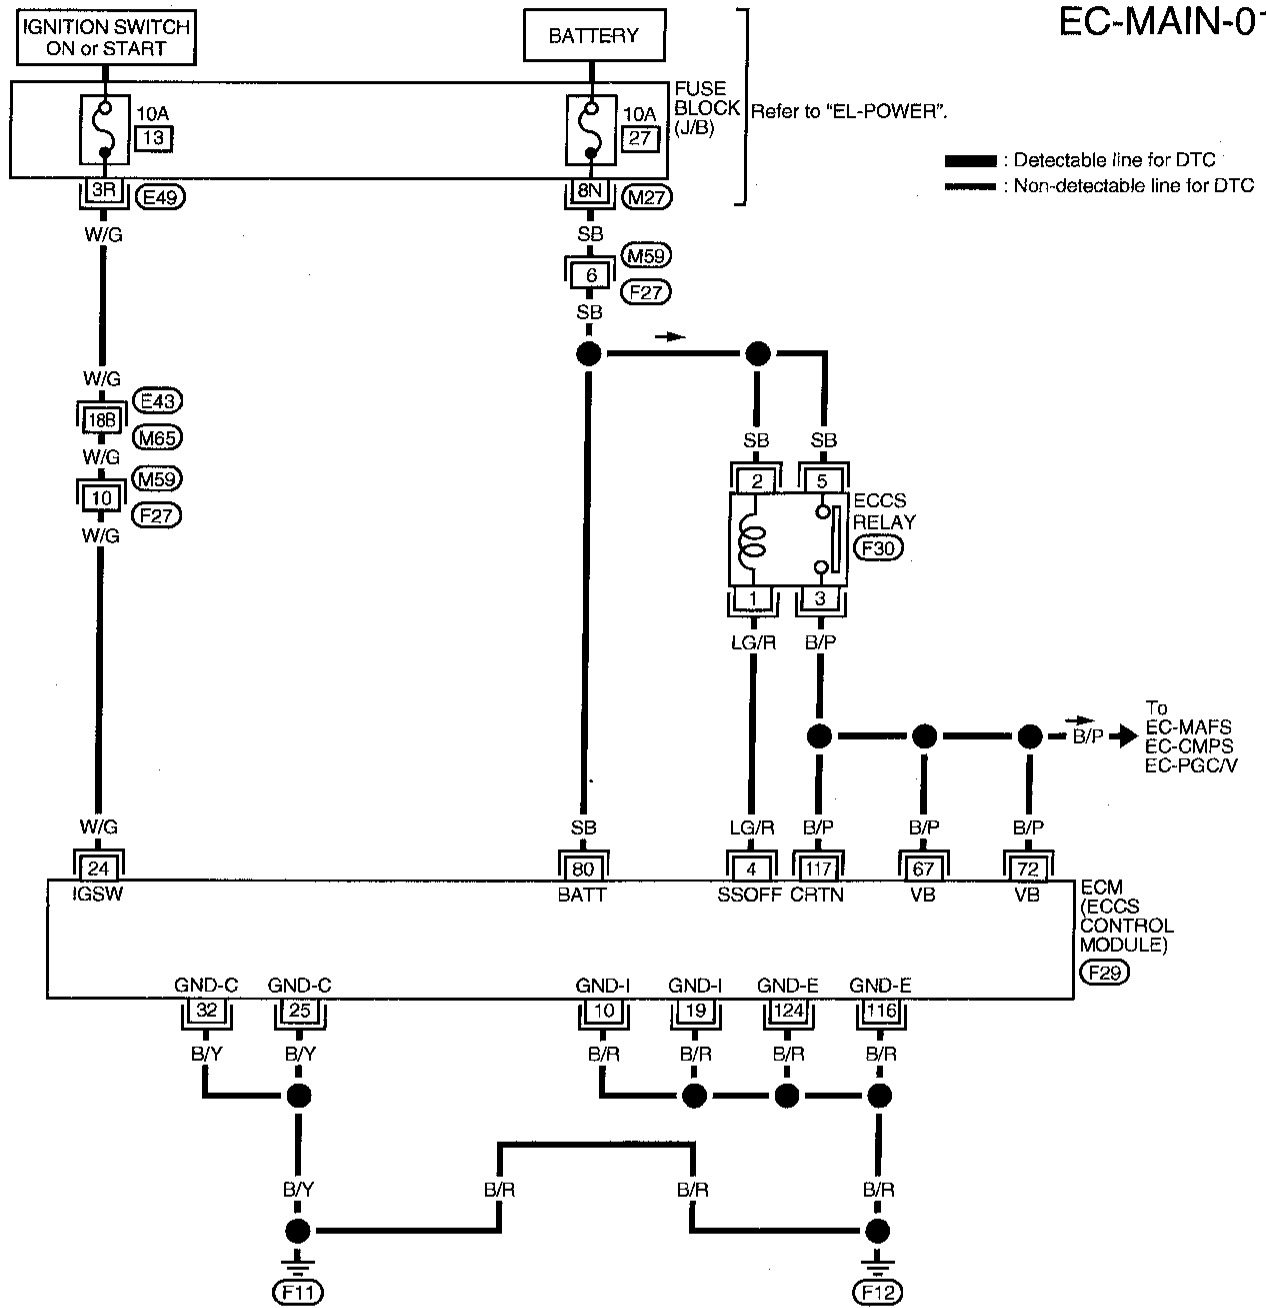 EC-MAIN-01
IGNITION SWITCH
ON or START
BATTERY
FUSE
BLOCK
(J/B)
Refer to "EL-POWER".
10A
13
10A
27
: Detectable line for DTC
: Non-detectable line for DTC
3R
E49
8N
M27
W/G
SB
6
M59
F27
SB
W/G
18B
E43
M65
W/G
10
M59
F27
W/G
SB
SB
2
5
ECCS
RELAY
F30
1
3
LG/R
B/P
B/P
To
EC-MAFS
EC-CMPS
EC-PGC/V
W/G
SB
LG/R
B/P
B/P
B/P
24
80
4
117
67
72
IGSW
BATT
SSOFF
CRTN
VB
VB
ECM
(ECCS
CONTROL
MODULE)
F29
GND-C
GND-C
GND-I
GND-I
GND-E
GND-E
32
25
10
19
124
116
B/Y
B/Y
B/R
B/R
B/R
B/R
B/Y
B/R
B/R
B/R
F11
F12